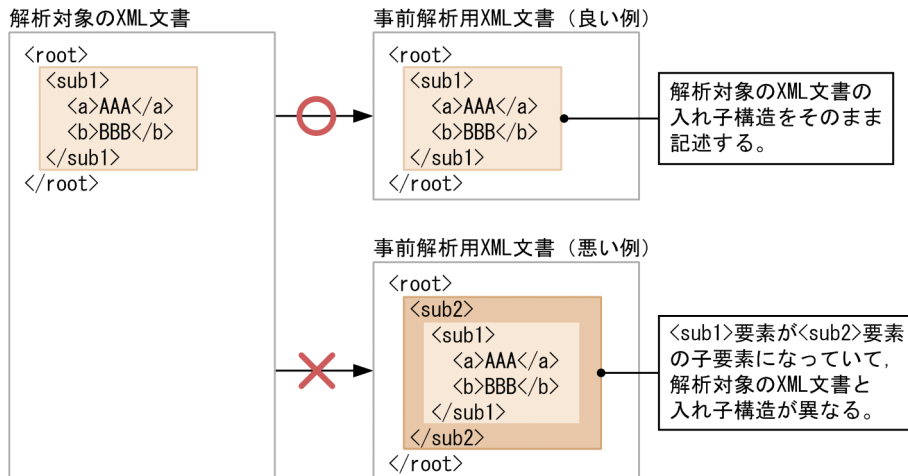 解析対象のXML文書
<root>
<sub1>
<a>AAA</a>
<b>BBB</b>
</sub1>
</root>
事前解析用XML文書（良い例）
<root>
<sub1>
<a>AAA</a>
<b>BBB</b>
</sub1>
</root>
解析対象のXML文書の
入れ子構造をそのまま
記述する。
事前解析用XML文書（悪い例）
<root>
<sub2>
<sub1>
<a>AAA</a>
<b>BBB</b>
</sub1>
</sub2>
</root>
<sub1>要素が<sub2>要素
の子要素になっていて，
解析対象のXML文書と
入れ子構造が異なる。